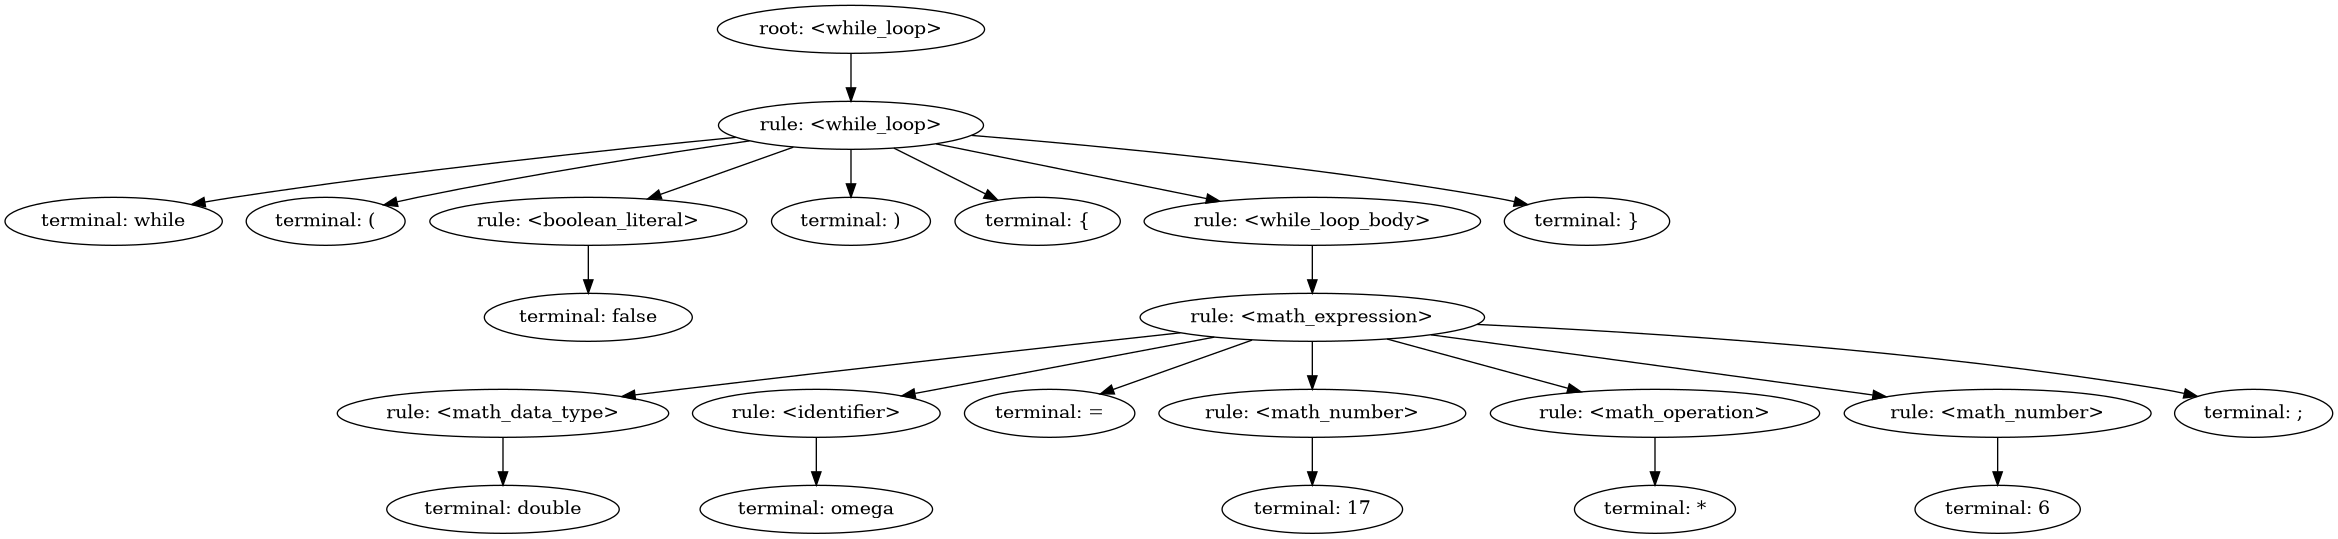 root: <while_loop>
rule: <while_loop>
terminal: while
terminal: (
rule: <boolean_literal>
terminal: )
terminal: {
rule: <while_loop_body>
terminal: }
terminal: false
rule: <math_expression>
rule: <math_data_type>
rule: <identifier>
terminal: =
rule: <math_number>
rule: <math_operation>
rule: <math_number>
terminal: ;
terminal: double
terminal: omega
terminal: 17
terminal: *
terminal: 6